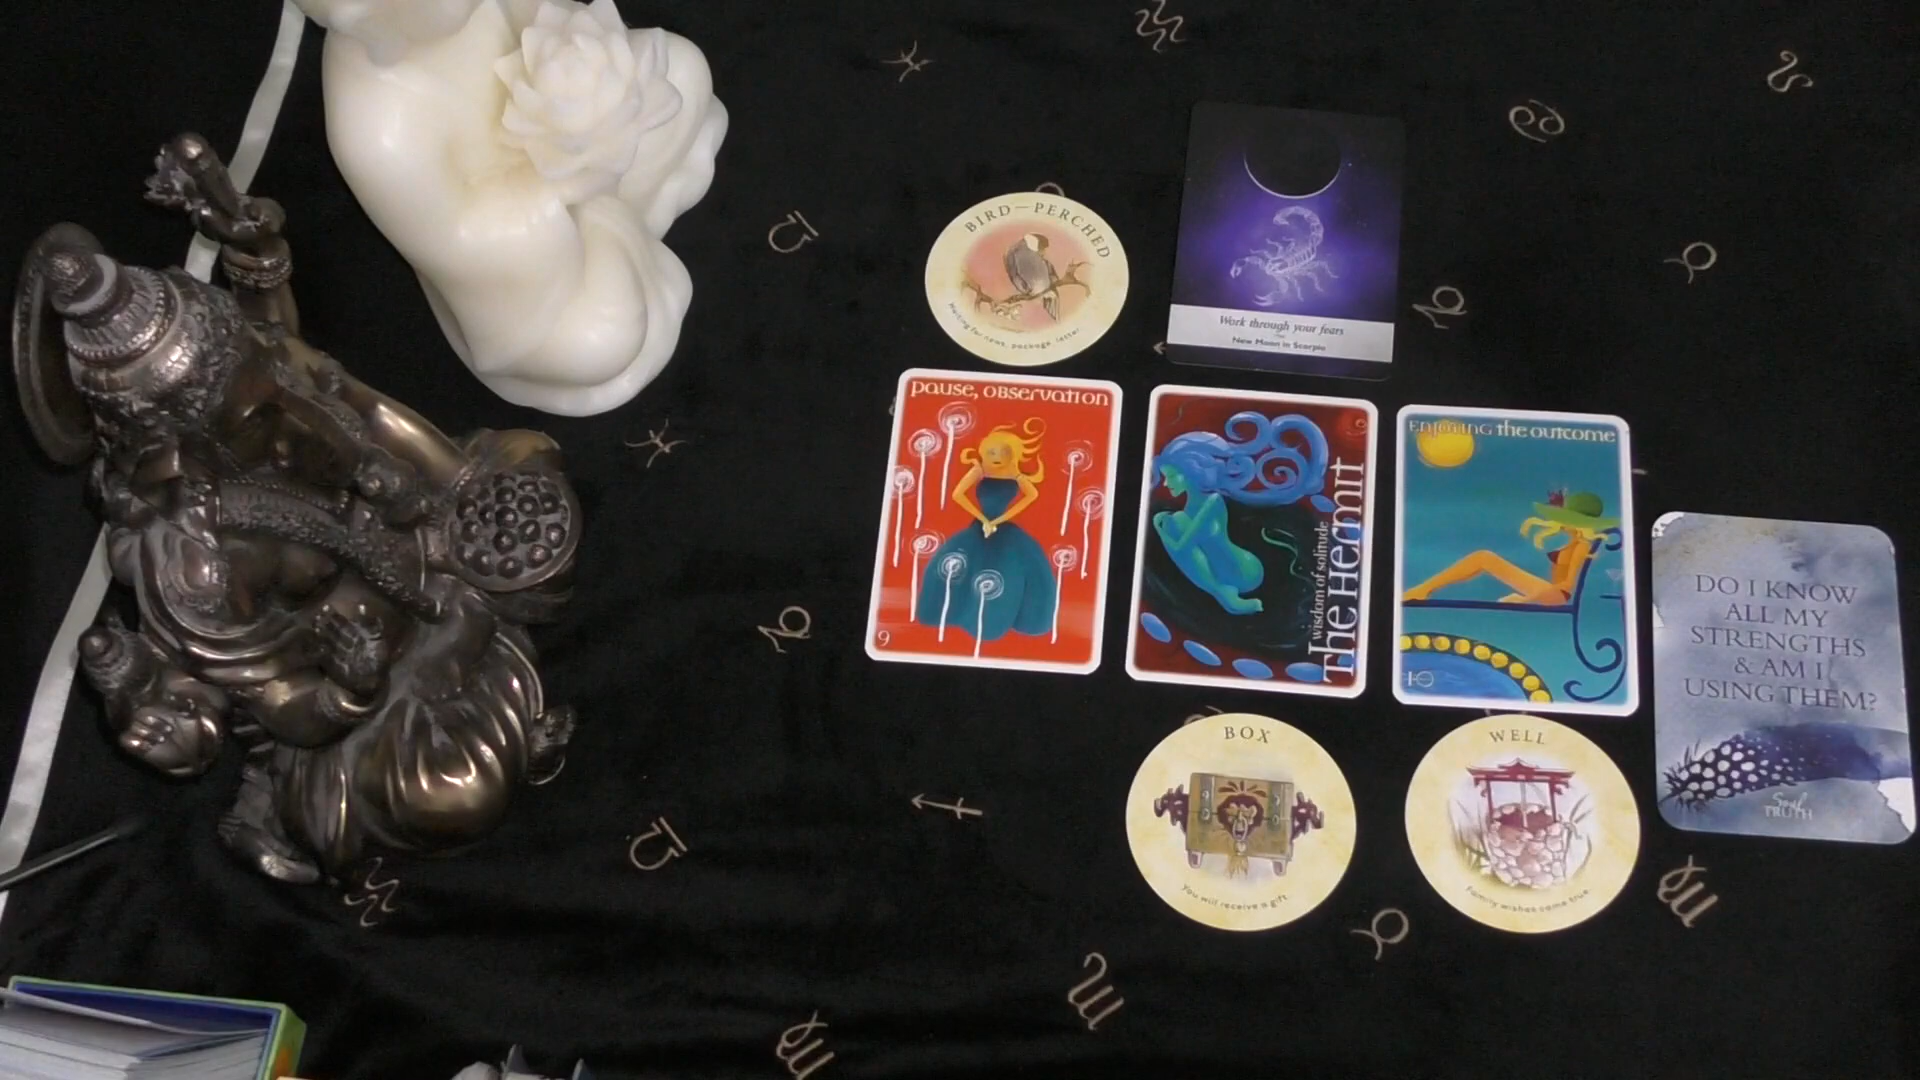 BIRD—PERCHED
Waiting for news, package, letter
Work through your fears
New Moon in Scorpio
PAUSE, OBSERVATION
9
wisdom of solitude
The Hermit
ENJOYING the outcome
10
DO I KNOW
ALL MY
STRENGTHS
& AM I
USING THEM?
Soul
TRUTH
BOX
You will receive a gift
WELL
Family wishes come true